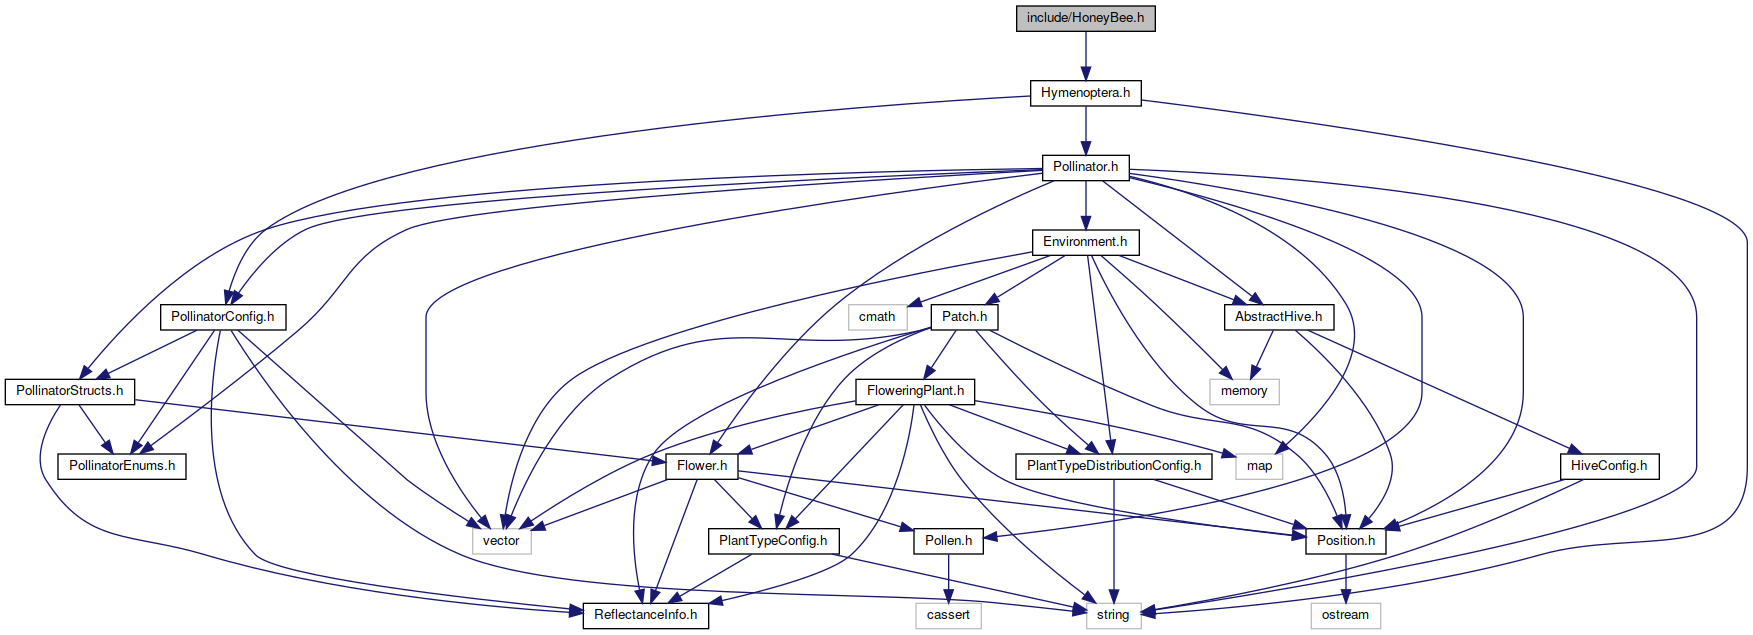 include/HoneyBee.h
Hymenoptera.h
Pollinator.h
Environment.h
PollinatorConfig.h
cmath
Patch.h
AbstractHive.h
PollinatorStructs.h
FloweringPlant.h
memory
PollinatorEnums.h
Flower.h
PlantTypeDistributionConfig.h
map
HiveConfig.h
vector
PlantTypeConfig.h
Pollen.h
Position.h
ReflectanceInfo.h
cassert
string
ostream